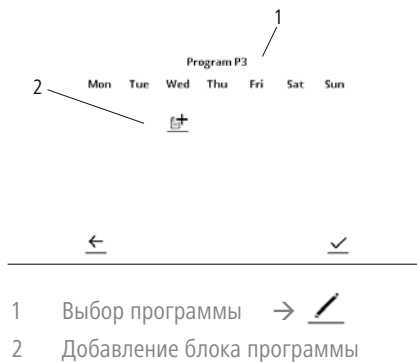 1
Program P3
2
Mon Tue Wed Thu Fri Sat Sun
1 Выбор программы →
2 Добавление блока программы